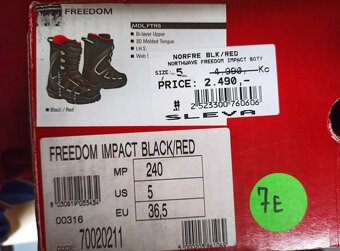 FREEDOM
MDL.FTRS
Bi-layer Upper
3D Molded Tongue
I.K.S.
Black / Red
NORFRE BLK/RED
NORTHWAVE FREEDOM IMPACT BOTY
SIZE 5 4.990,- Kc
PRICE: 2.490,-
#
2523300760606
SLEVA
FREEDOM IMPACT BLACK/RED
MP 240
US 5
EU 36,5
00316
CODE 70020211
7E